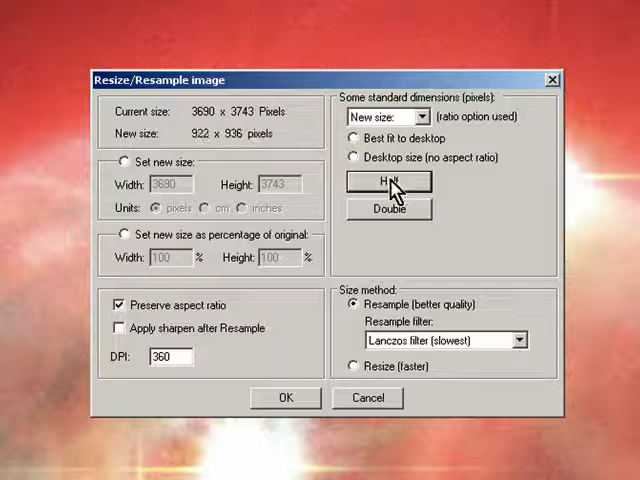 Resize/Resample image
Current size: 3690 x 3743 Pixels
New size: 922 x 936 pixels
Set new size:
Width: 3690 Height: 3743
Units: pixels cm inches
Set new size as percentage of original:
Width: 100 % Height: 100 %
Preserve aspect ratio
Apply sharpen after Resample
DPI: 360
Some standard dimensions (pixels):
New size: (ratio option used)
Best fit to desktop
Desktop size (no aspect ratio)
Double
Size method:
Resample (better quality)
Resample filter:
Lanczos filter (slowest)
Resize (faster)
OK Cancel